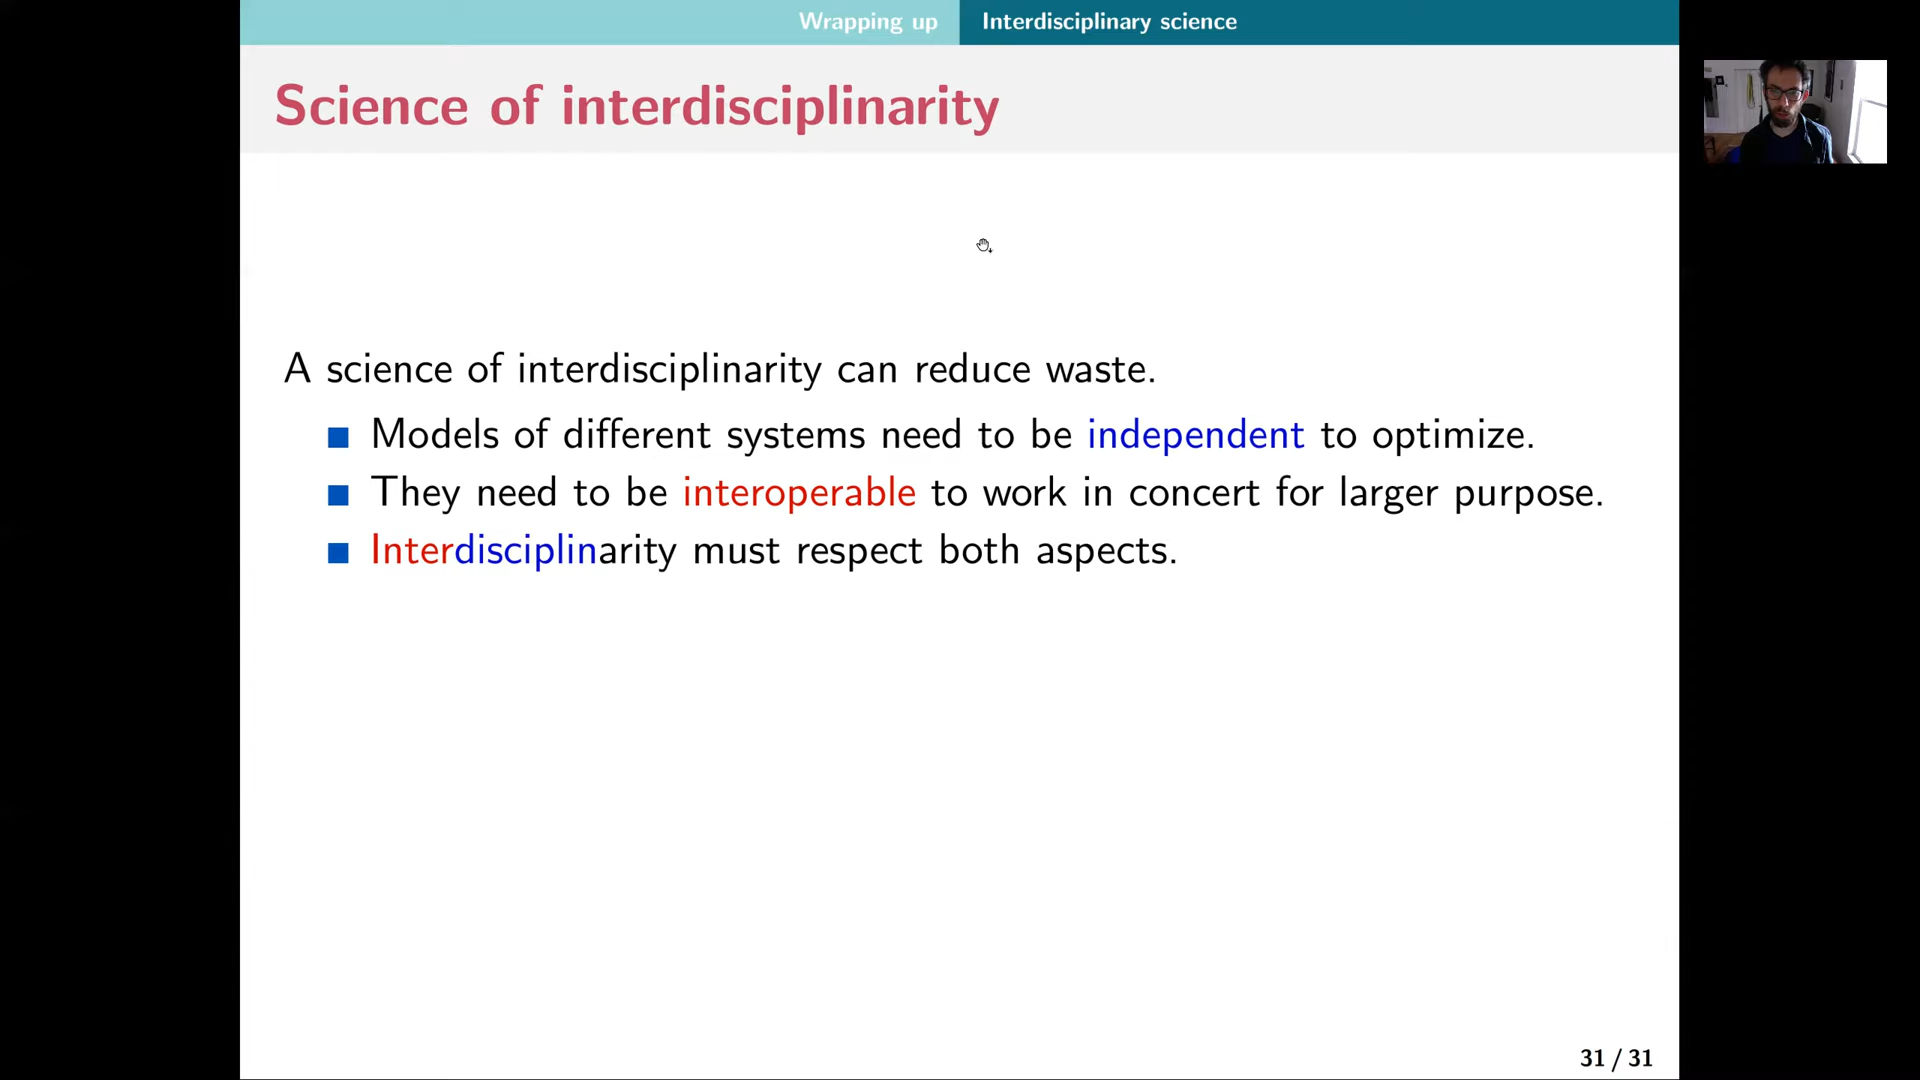 Wrapping up Interdisciplinary science
Science of interdisciplinarity
A science of interdisciplinarity can reduce waste.
Models of different systems need to be independent to optimize.
They need to be interoperable to work in concert for larger purpose.
Interdisciplinarity must respect both aspects.
31 / 31